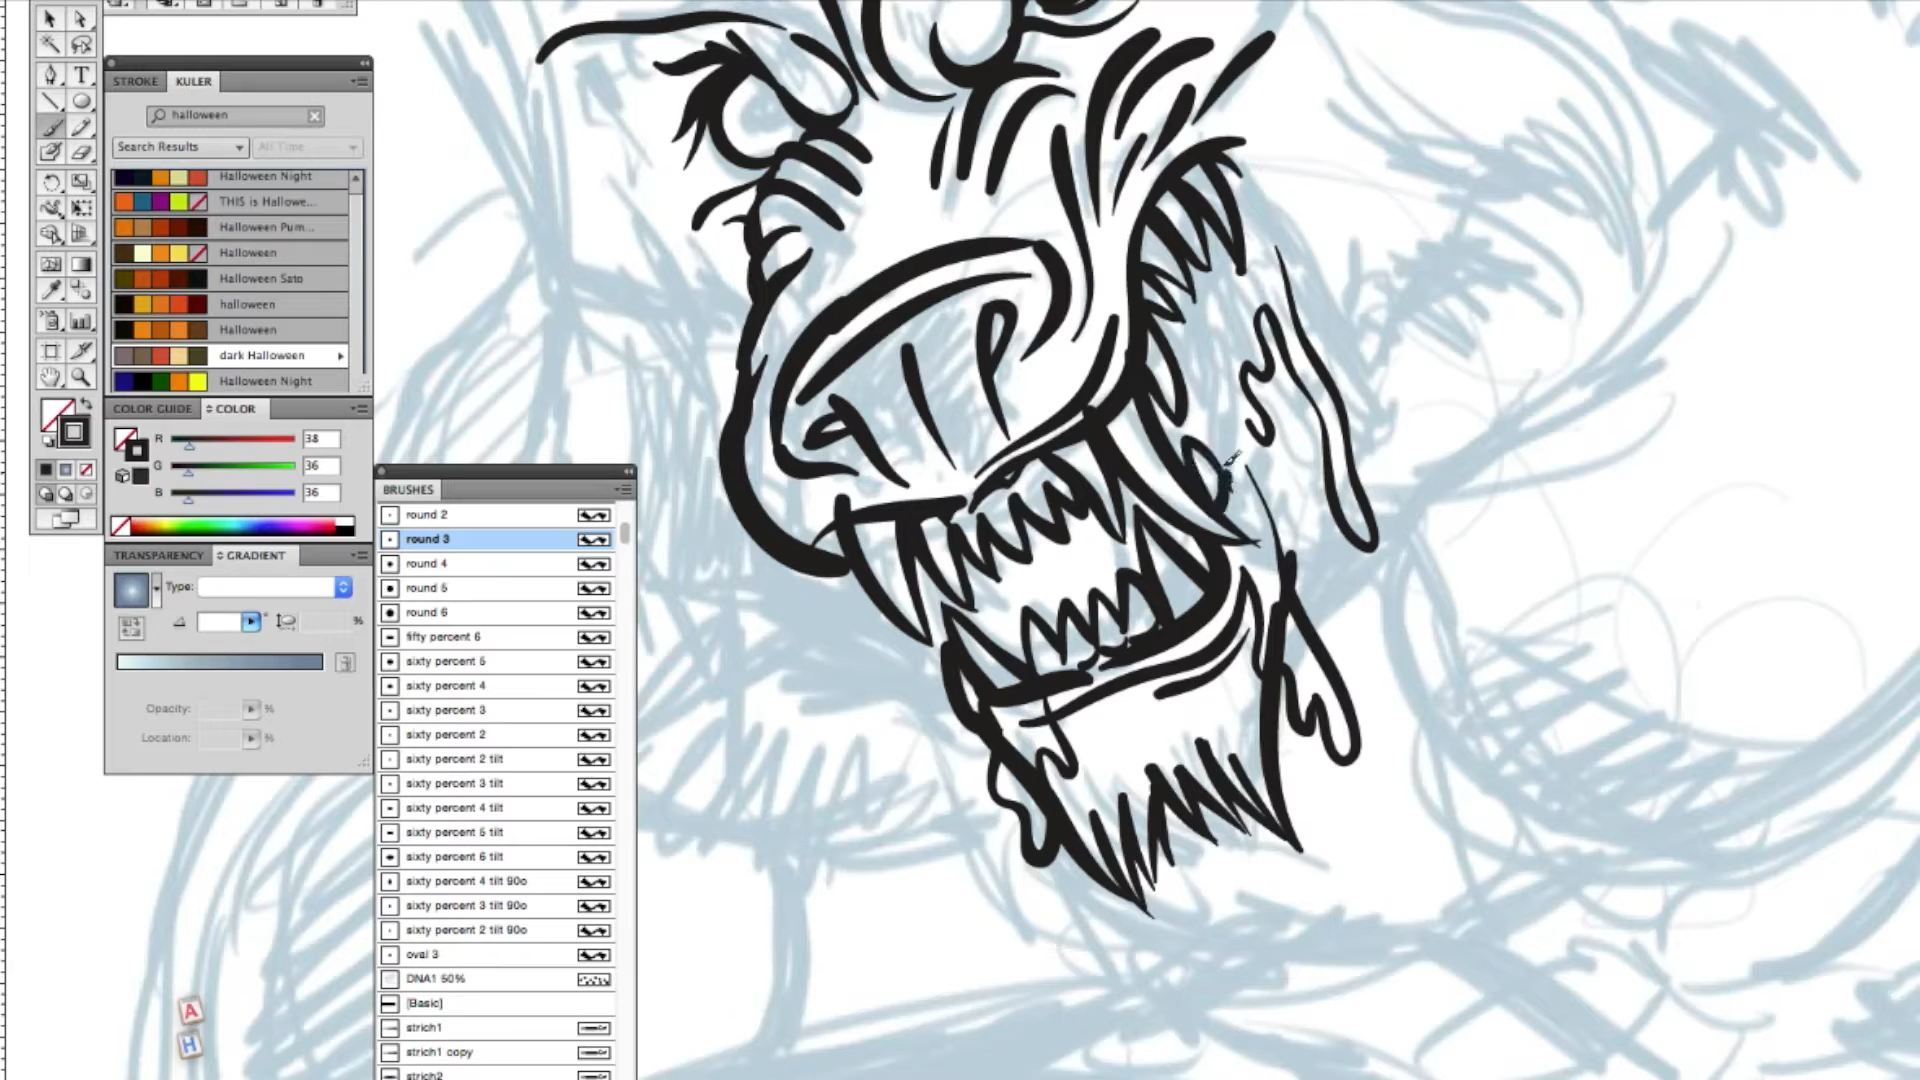 STROKE KULER
halloween
Search Results All Time
Halloween Night
THIS is Hallowe...
Halloween Pum...
Halloween
Halloween Sato
halloween
Halloween
dark Halloween
Halloween Night
COLOR GUIDE COLOR
R 38
G 36
B 36
TRANSPARENCY GRADIENT
Type:
° %
Opacity: %
Location: %
BRUSHES
round 2
round 3
round 4
round 5
round 6
fifty percent 6
sixty percent 5
sixty percent 4
sixty percent 3
sixty percent 2
sixty percent 2 tilt
sixty percent 3 tilt
sixty percent 4 tilt
sixty percent 5 tilt
sixty percent 6 tilt
sixty percent 4 tilt 90o
sixty percent 3 tilt 90o
sixty percent 2 tilt 90o
oval 3
DNA1 50%
[Basic]
strich1
strich1 copy
strich2
T
A
H